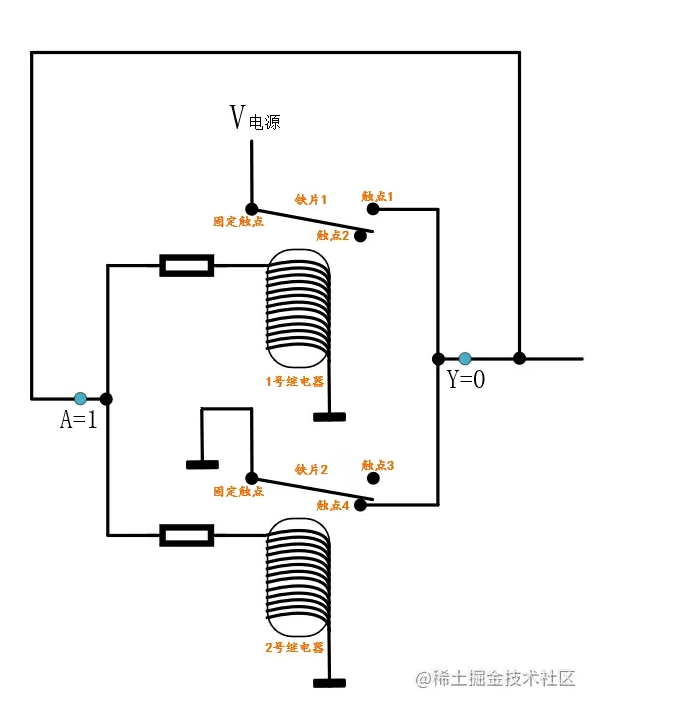 V电源
铁片1
触点1
固定触点
触点2
1号继电器
A=1
Y=0
铁片2
触点3
固定触点
触点4
2号继电器
@稀土掘金技术社区